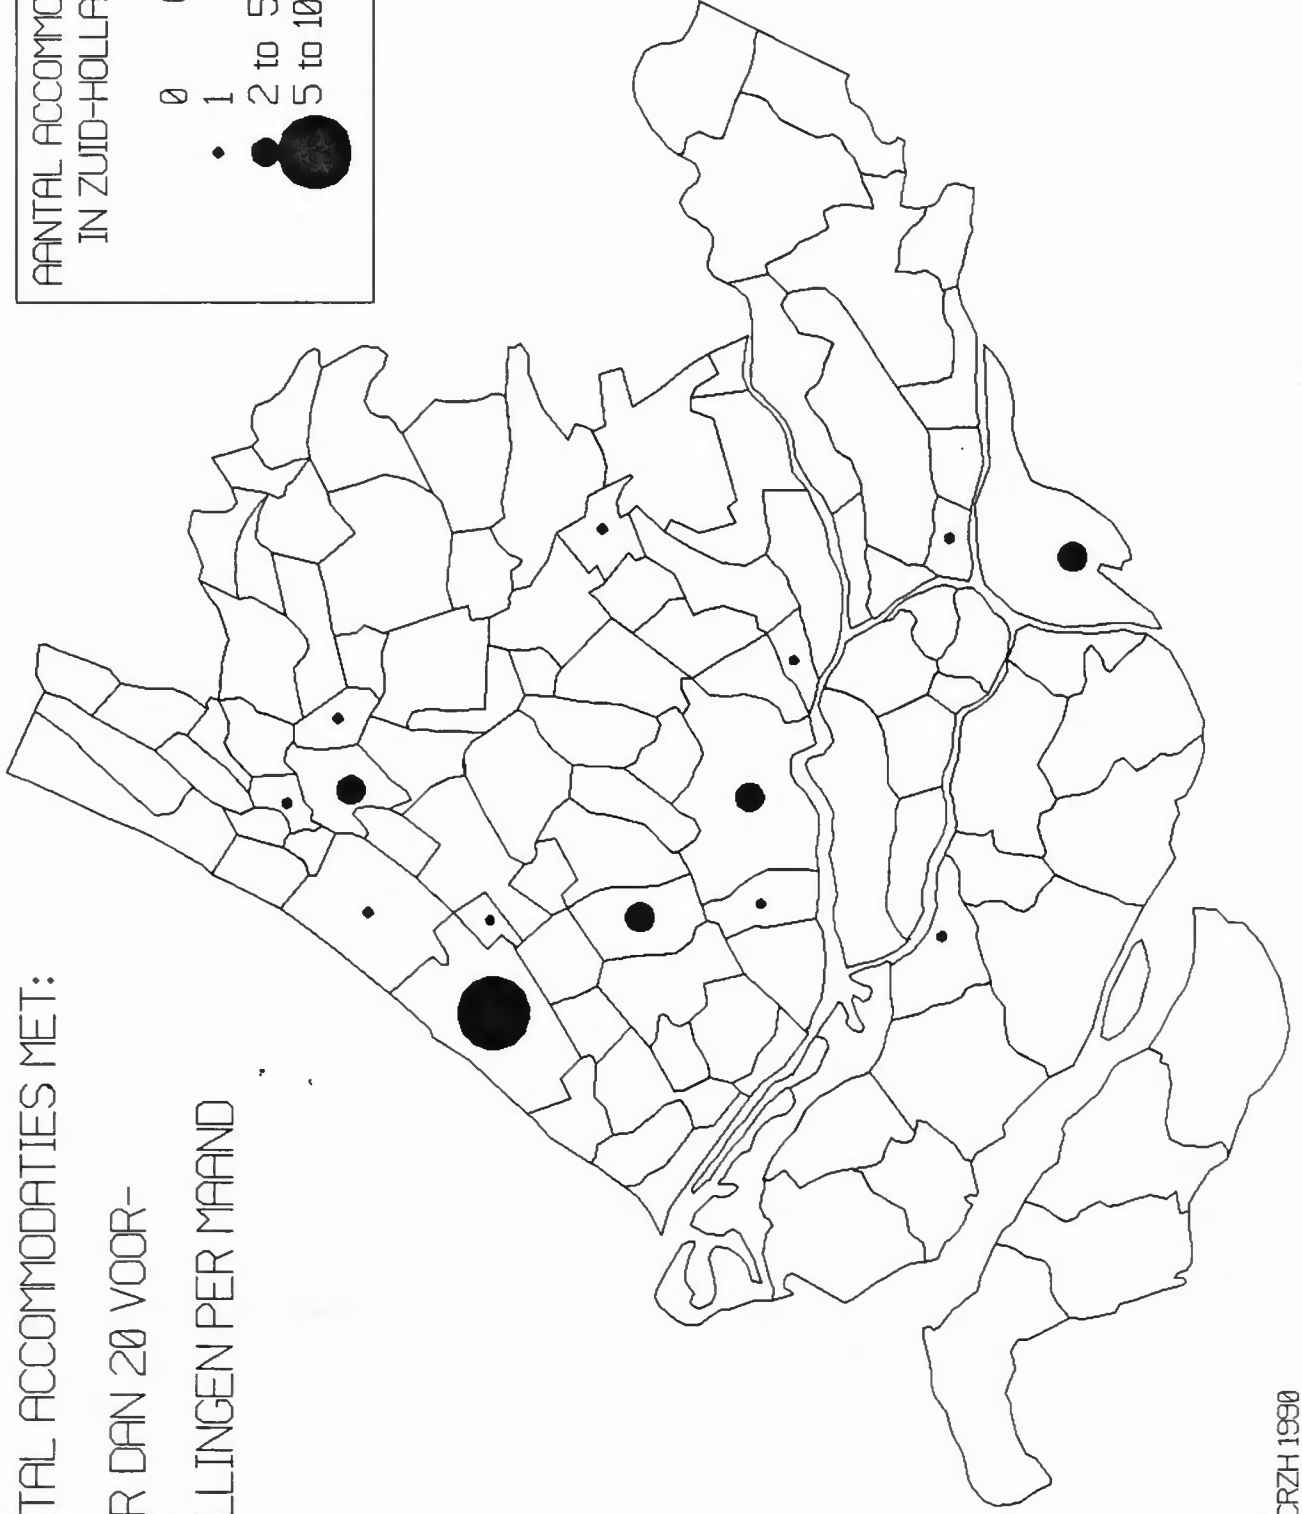 TAL ACCOMMODATIES MET:
R DAN 20 VOOR-
LLINGEN PER MAAND
AANTAL ACCOMMO
IN ZUID-HOLLA
0
1
2 to 5
5 to 10
CRZH 1990